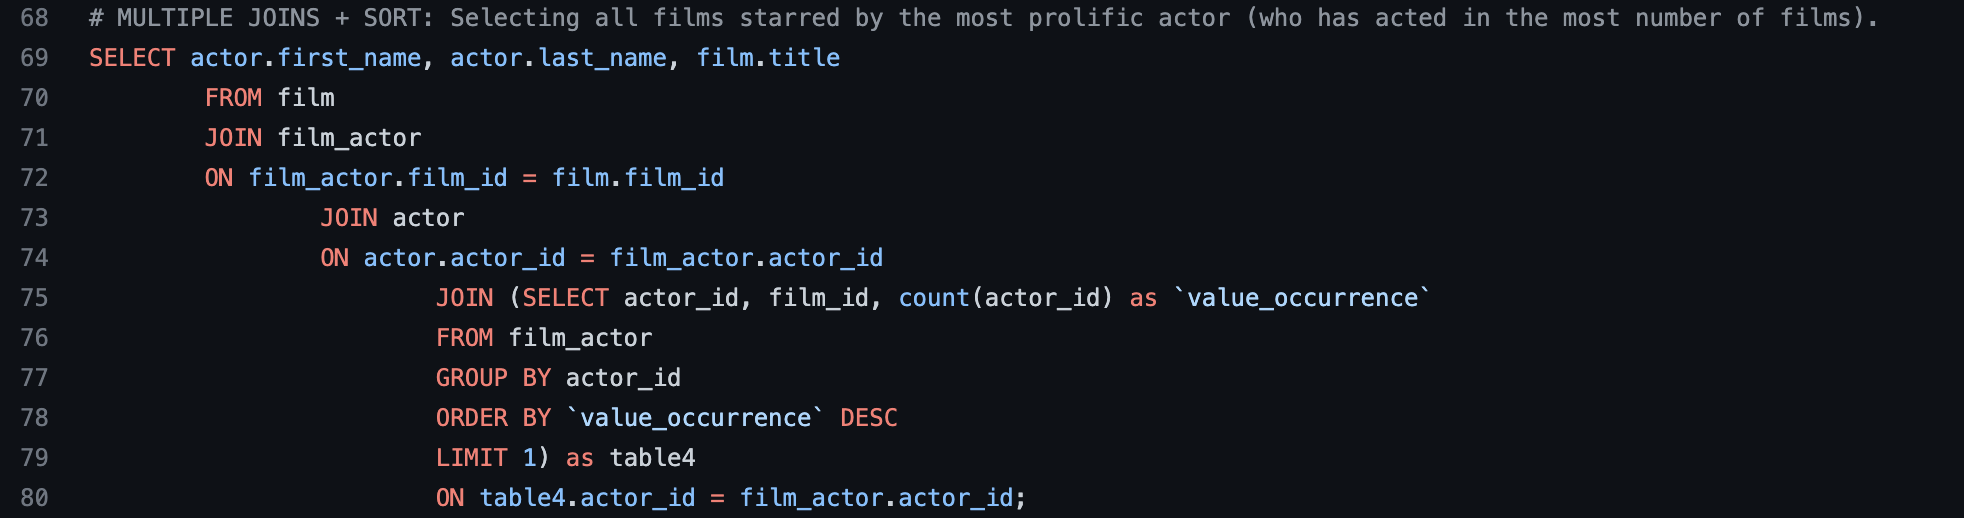 68 # MULTIPLE JOINS + SORT: Selecting all films starred by the most prolific actor (who has acted in the most number of films).
69 SELECT actor.first_name, actor.last_name, film.title
70 FROM film
71 JOIN film_actor
72 ON film_actor.film_id = film.film_id
73 JOIN actor
74 ON actor.actor_id = film_actor.actor_id
75 JOIN (SELECT actor_id, film_id, count(actor_id) as `value_occurrence`
76 FROM film_actor
77 GROUP BY actor_id
78 ORDER BY `value_occurrence` DESC
79 LIMIT 1) as table4
80 ON table4.actor_id = film_actor.actor_id;